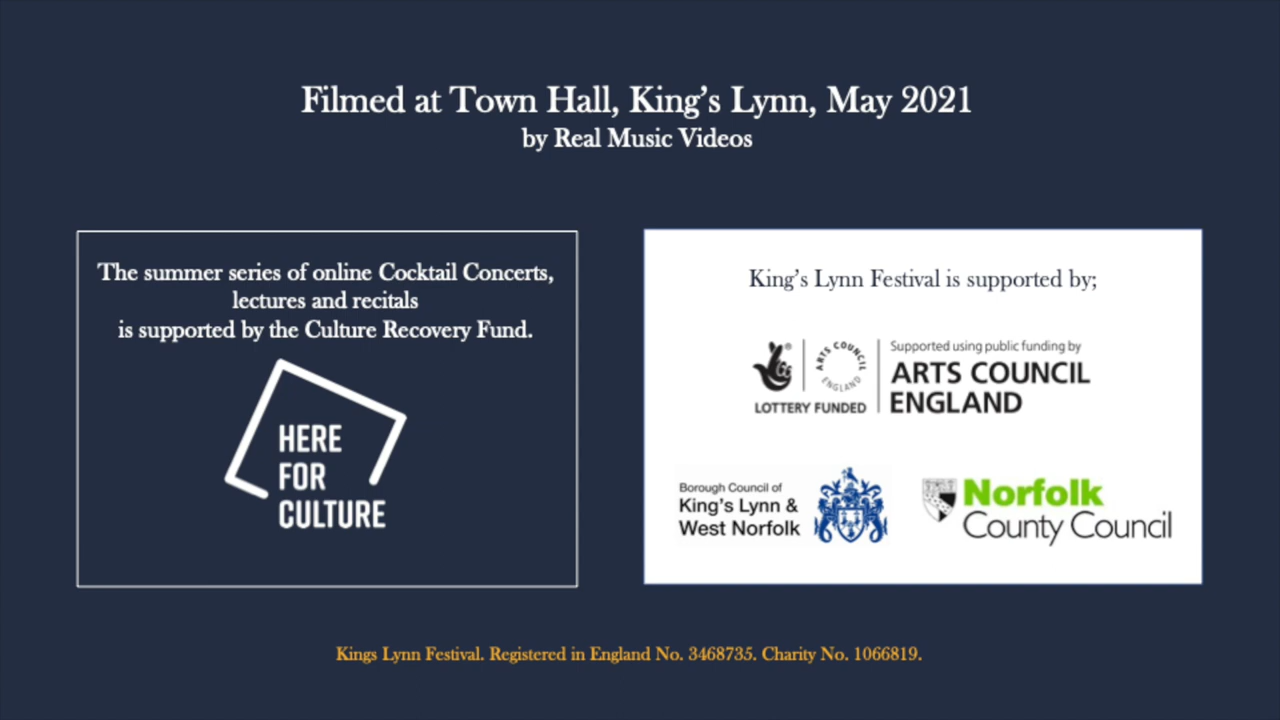 Filmed at Town Hall, King's Lynn, May 2021
by Real Music Videos
The summer series of online Cocktail Concerts,
lectures and recitals
is supported by the Culture Recovery Fund.
HERE
FOR
CULTURE
King's Lynn Festival is supported by;
LOTTERY FUNDED
ARTS COUNCIL
ENGLAND
Supported using public funding by
ARTS COUNCIL
ENGLAND
Borough Council of
King's Lynn &
West Norfolk
Norfolk
County Council
Kings Lynn Festival. Registered in England No. 3468735. Charity No. 1066819.